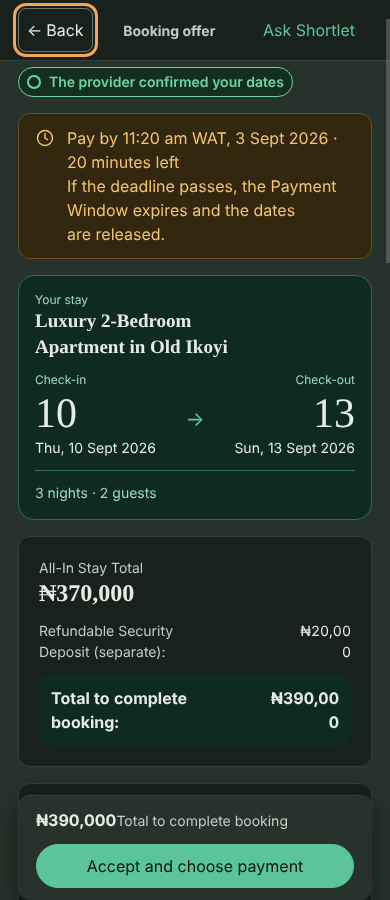 ← Back
Booking offer
Ask Shortlet
The provider confirmed your dates
Pay by 11:20 am WAT, 3 Sept 2026 ·
20 minutes left
If the deadline passes, the Payment
Window expires and the dates
are released.
Your stay
Luxury 2-Bedroom
Apartment in Old Ikoyi
Check-in
Check-out
10
→
13
Thu, 10 Sept 2026
Sun, 13 Sept 2026
3 nights · 2 guests
All-In Stay Total
₦370,000
Refundable Security ₦20,00
Deposit (separate): 0
Total to complete ₦390,00
booking: 0
₦390,000Total to complete booking
Accept and choose payment